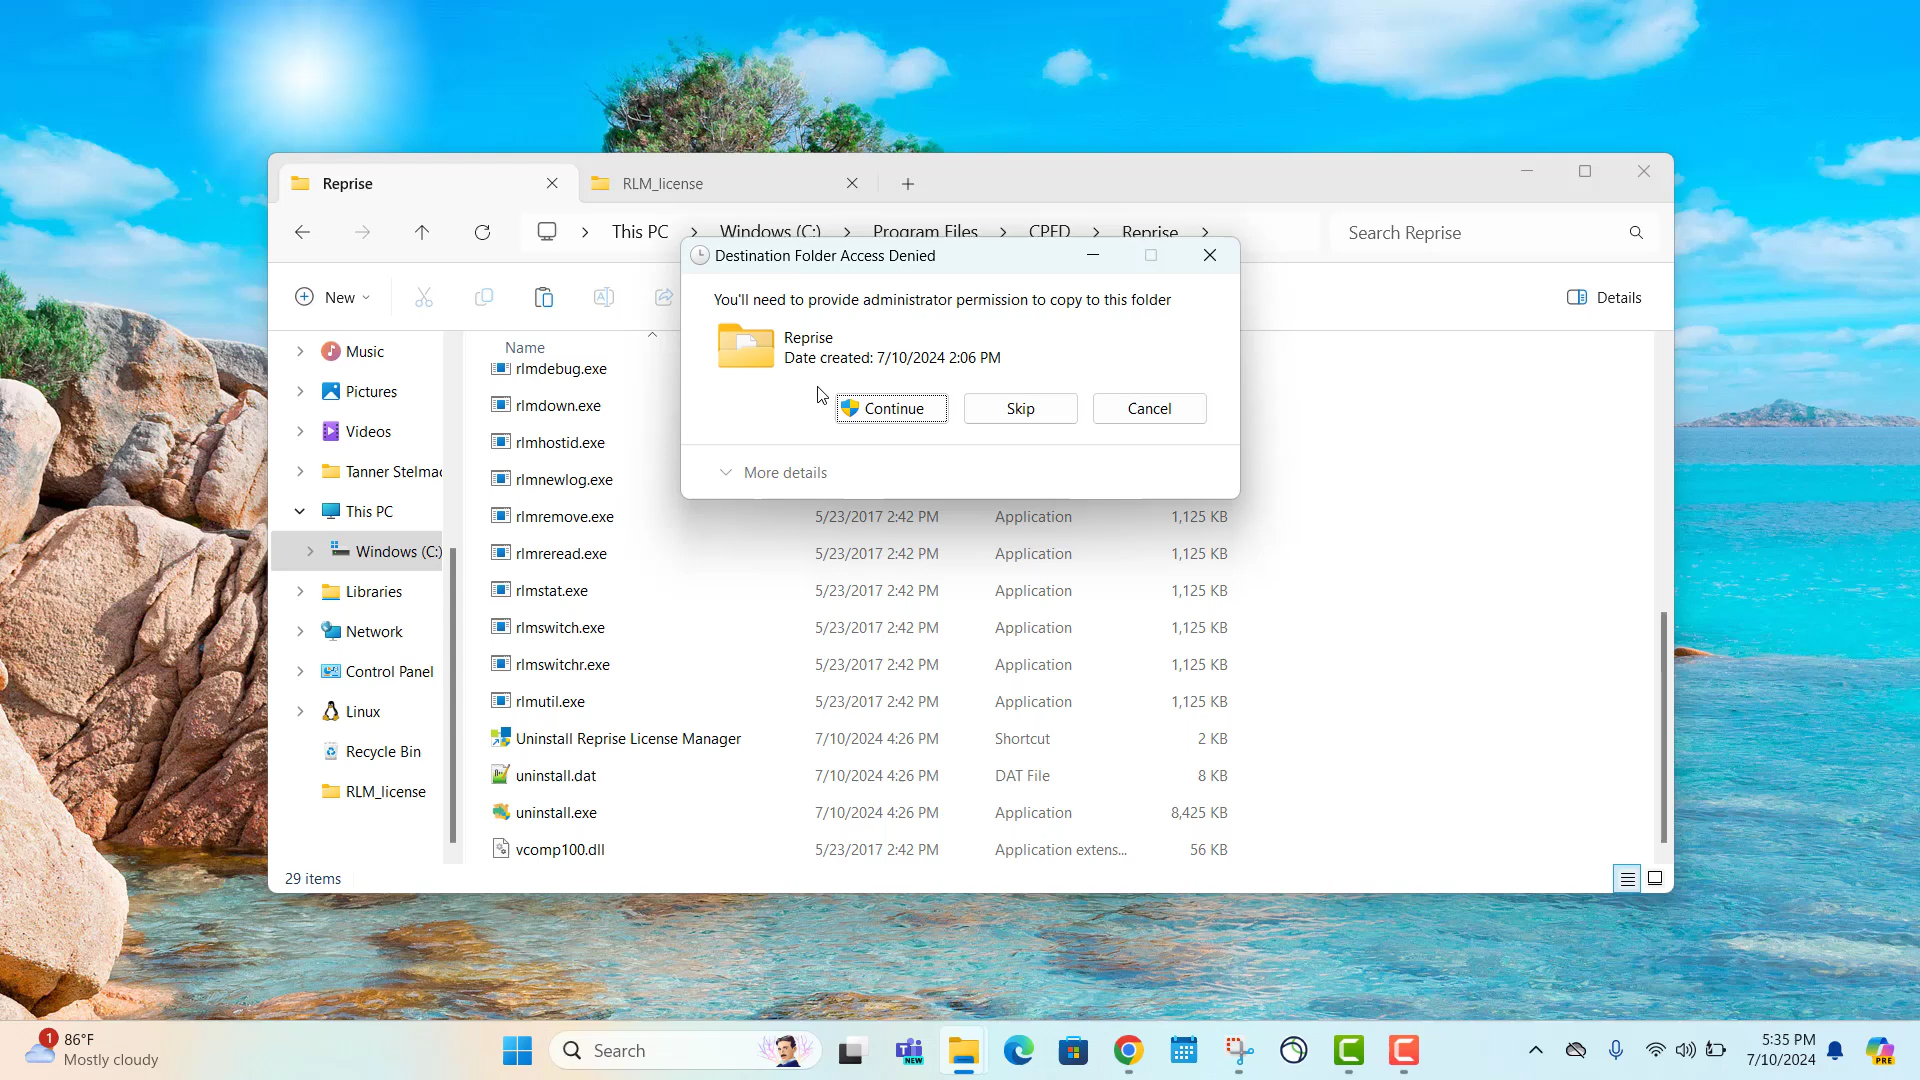 Reprise
RLM_license
This PC
Windows (C:)
Program Files
CPFD
Reprise
Search Reprise
New
Details
Destination Folder Access Denied
You'll need to provide administrator permission to copy to this folder
Reprise
Date created: 7/10/2024 2:06 PM
Continue
Skip
Cancel
More details
Music
Pictures
Videos
Tanner Stelmac
This PC
Windows (C:)
Libraries
Network
Control Panel
Linux
Recycle Bin
RLM_license
Name
rlmdebug.exe
rlmdown.exe
rlmhostid.exe
rlmnewlog.exe
rlmremove.exe 5/23/2017 2:42 PM Application 1,125 KB
rlmreread.exe 5/23/2017 2:42 PM Application 1,125 KB
rlmstat.exe 5/23/2017 2:42 PM Application 1,125 KB
rlmswitch.exe 5/23/2017 2:42 PM Application 1,125 KB
rlmswitchr.exe 5/23/2017 2:42 PM Application 1,125 KB
rlmutil.exe 5/23/2017 2:42 PM Application 1,125 KB
Uninstall Reprise License Manager 7/10/2024 4:26 PM Shortcut 2 KB
uninstall.dat 7/10/2024 4:26 PM DAT File 8 KB
uninstall.exe 7/10/2024 4:26 PM Application 8,425 KB
vcomp100.dll 5/23/2017 2:42 PM Application extens... 56 KB
29 items
1
86°F
Mostly cloudy
Search
NEW
5:35 PM
7/10/2024
PRE